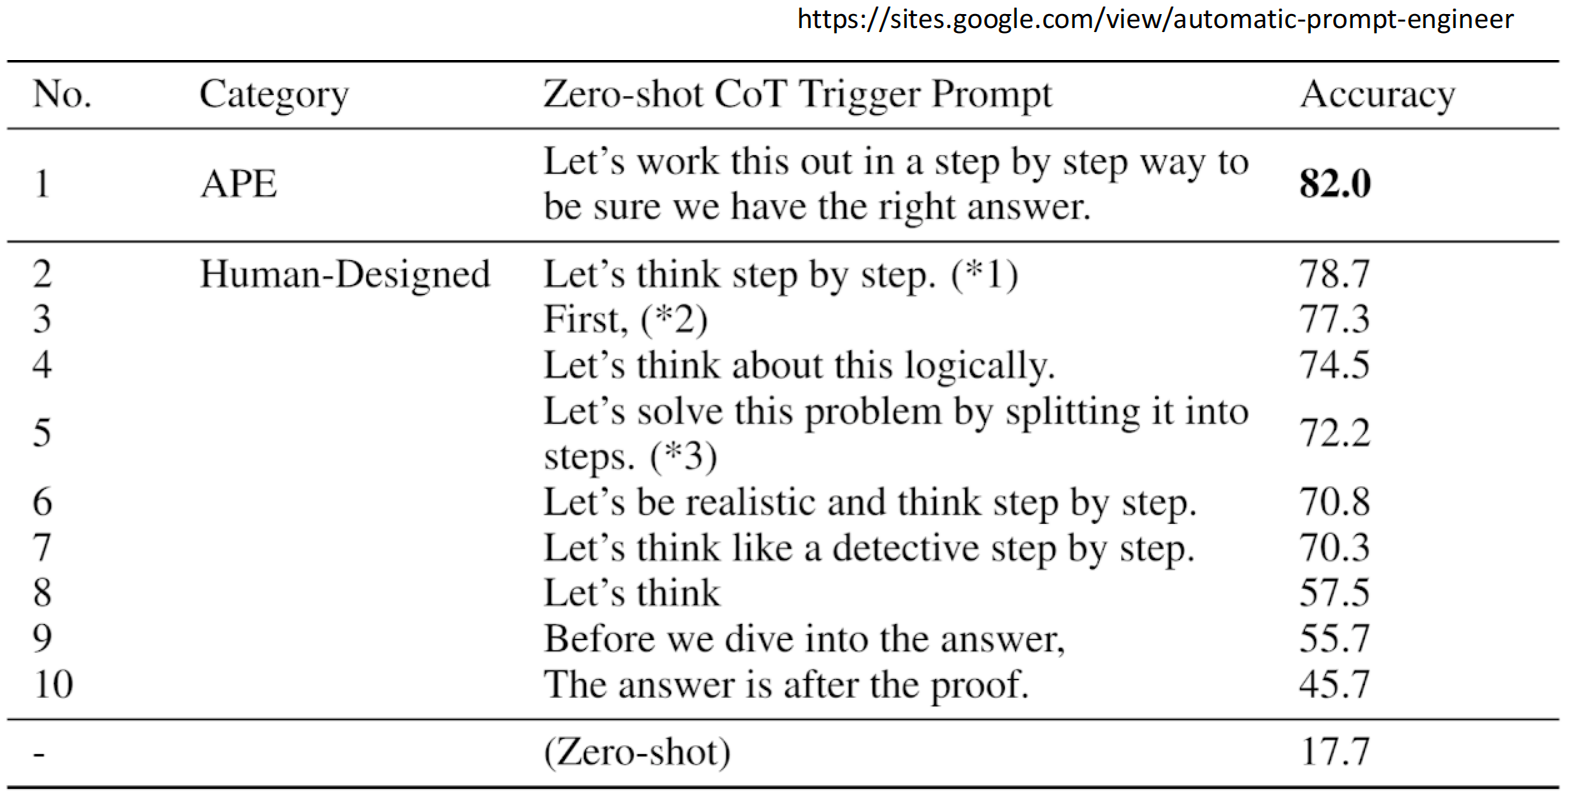 https://sites.google.com/view/automatic-prompt-engineer
No. Category Zero-shot CoT Trigger Prompt Accuracy
1 APE Let’s work this out in a step by step way to be sure we have the right answer. 82.0
2 Human-Designed Let’s think step by step. (*1) 78.7
3 First, (*2) 77.3
4 Let’s think about this logically. 74.5
5 Let’s solve this problem by splitting it into steps. (*3) 72.2
6 Let’s be realistic and think step by step. 70.8
7 Let’s think like a detective step by step. 70.3
8 Let’s think 57.5
9 Before we dive into the answer, 55.7
10 The answer is after the proof. 45.7
- (Zero-shot) 17.7